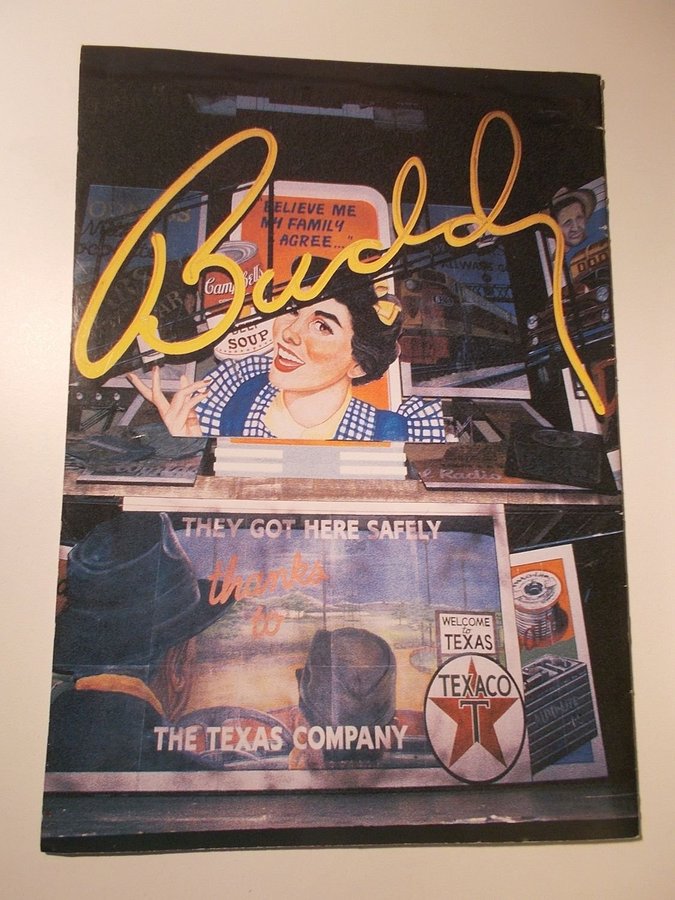 Buddy
"BELIEVE ME
MY FAMILY
AGREE..."
Campbell's
SOUP
Radio
THEY GOT HERE SAFELY
thanks
to
THE TEXAS COMPANY
WELCOME
to
TEXAS
TEXACO
T